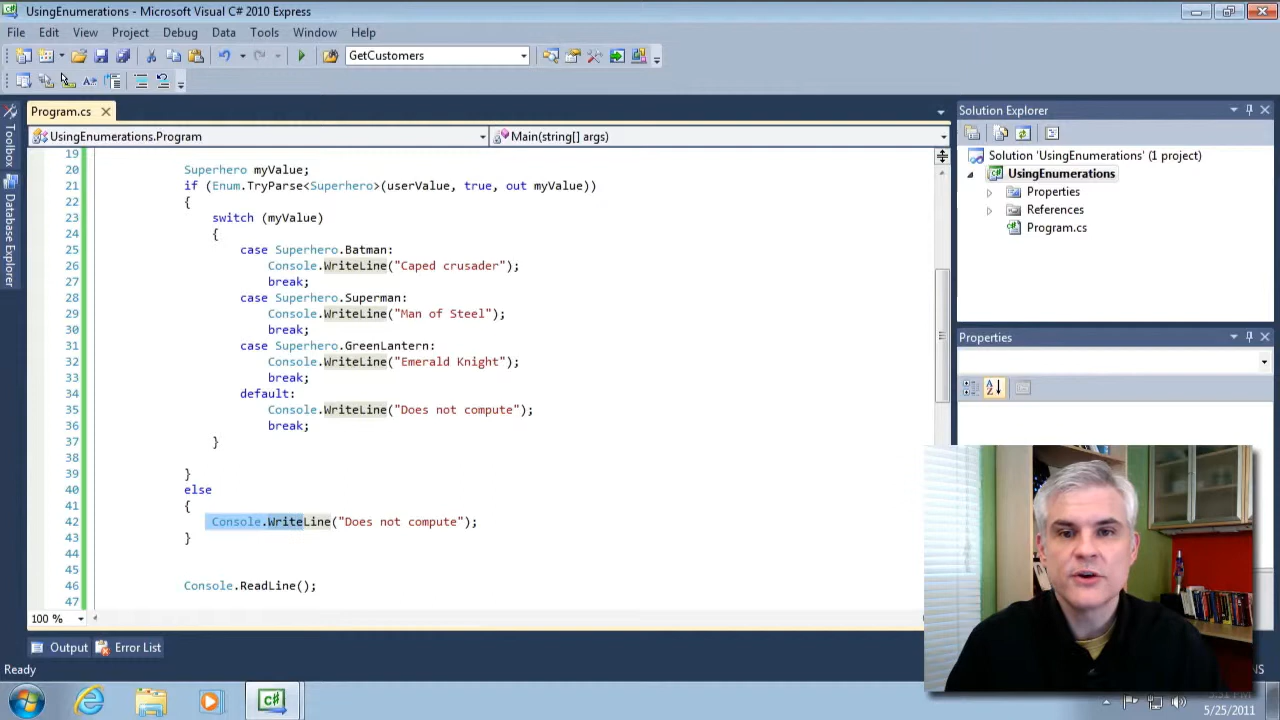 UsingEnumerations - Microsoft Visual C# 2010 Express
File Edit View Project Debug Data Tools Window Help
GetCustomers
Program.cs
UsingEnumerations.Program
Main(string[] args)
19
20 Superhero myValue;
21 if (Enum.TryParse<Superhero>(userValue, true, out myValue))
22 {
23 switch (myValue)
24 {
25 case Superhero.Batman:
26 Console.WriteLine("Caped crusader");
27 break;
28 case Superhero.Superman:
29 Console.WriteLine("Man of Steel");
30 break;
31 case Superhero.GreenLantern:
32 Console.WriteLine("Emerald Knight");
33 break;
34 default:
35 Console.WriteLine("Does not compute");
36 break;
37 }
38
39 }
40 else
41 {
42 Console.WriteLine("Does not compute");
43 }
44
45
46 Console.ReadLine();
47
100 %
Toolbox
Database Explorer
Solution Explorer
Solution 'UsingEnumerations' (1 project)
UsingEnumerations
Properties
References
Program.cs
Properties
Output Error List
Ready
5/25/2011